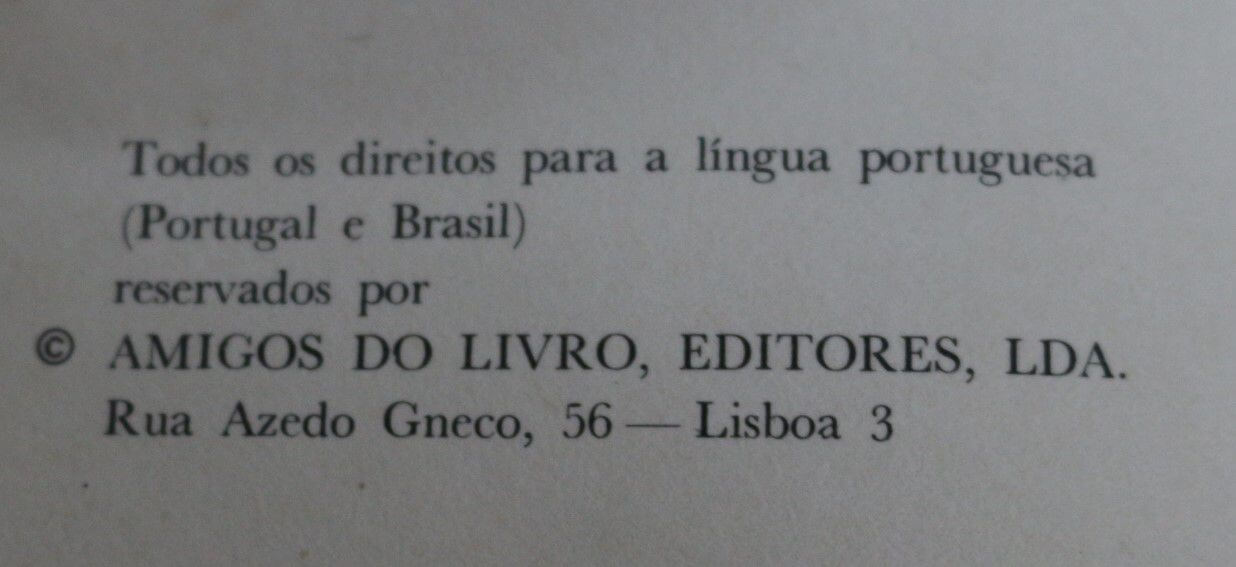 Todos os direitos para a língua portuguesa
(Portugal e Brasil)
reservados por
© AMIGOS DO LIVRO, EDITORES, LDA.
Rua Azedo Gneco, 56 — Lisboa 3